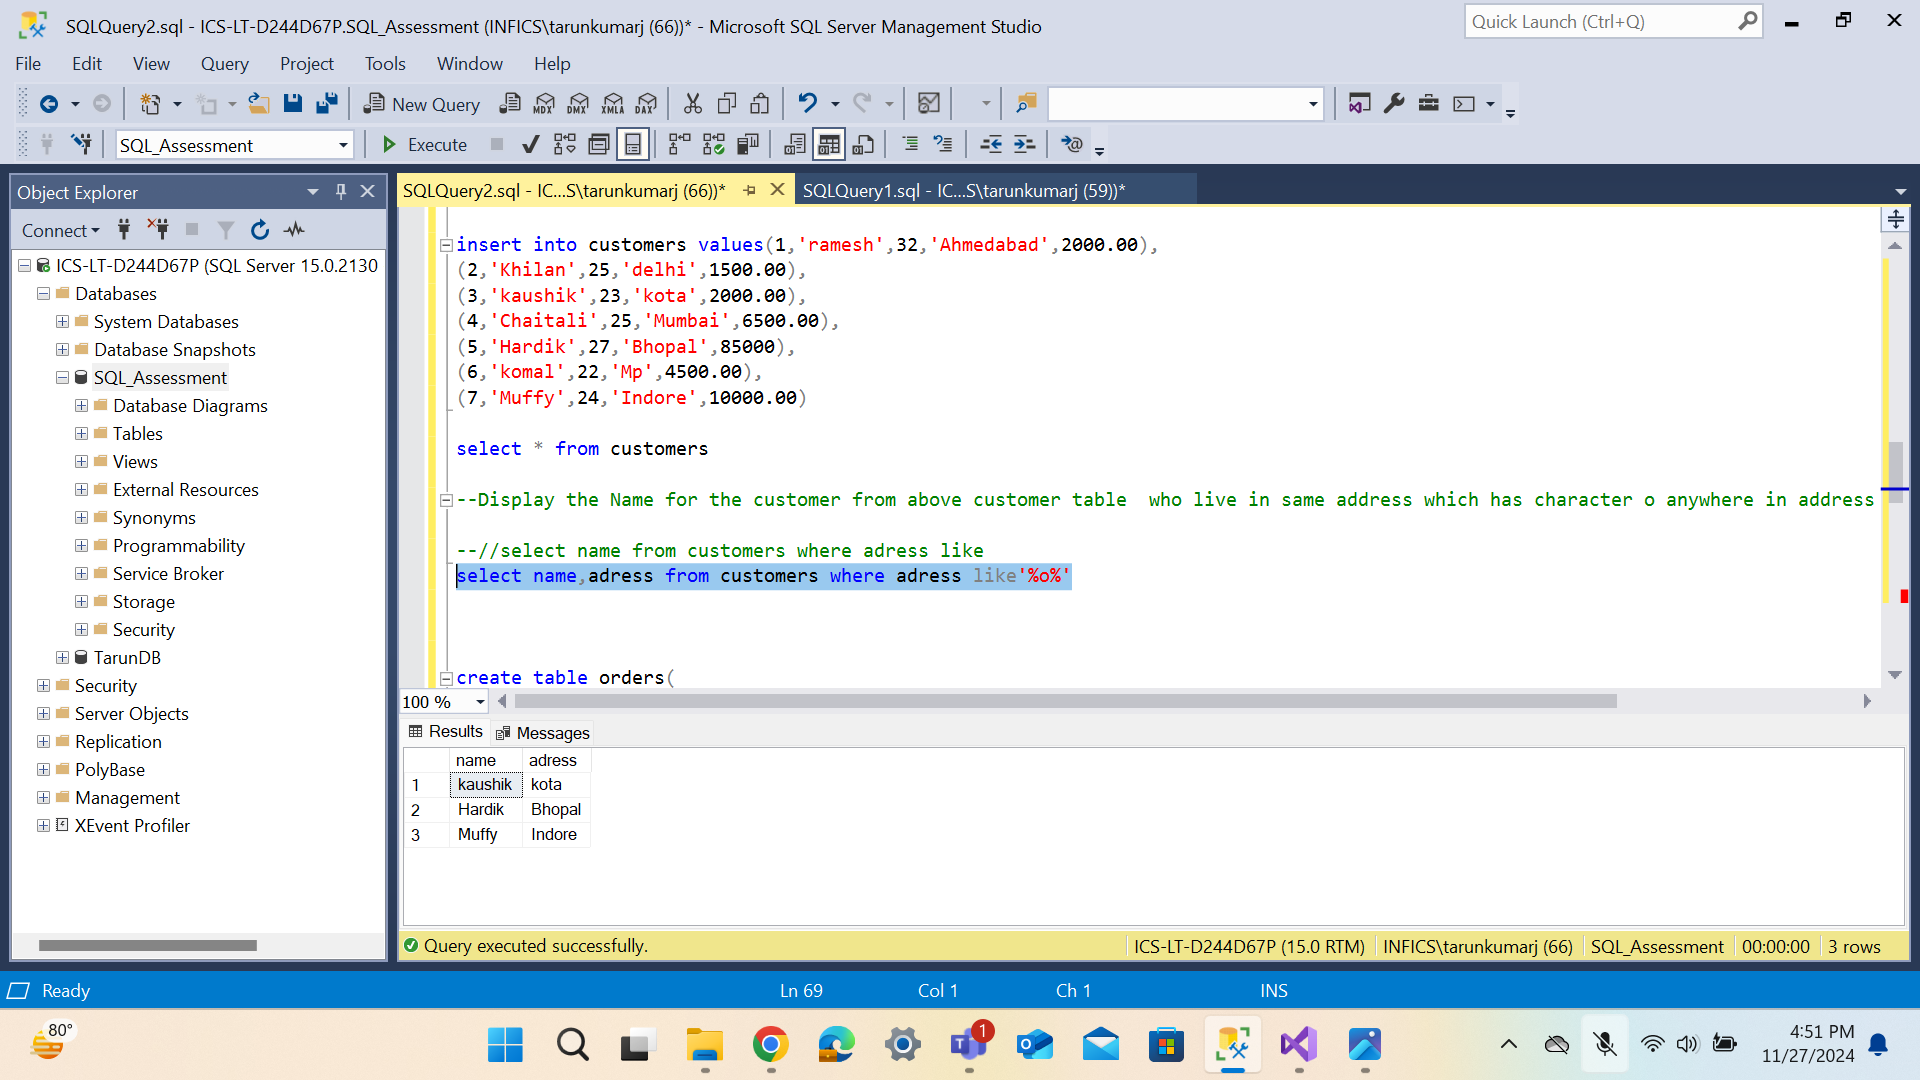 SQLQuery2.sql - ICS-LT-D244D67P.SQL_Assessment (INFICS\tarunkumarj (66))* - Microsoft SQL Server Management Studio
Quick Launch (Ctrl+Q)
File Edit View Query Project Tools Window Help
New Query MDX DMX XMLA DAX
SQL_Assessment Execute
Object Explorer
Connect
ICS-LT-D244D67P (SQL Server 15.0.2130
Databases
System Databases
Database Snapshots
SQL_Assessment
Database Diagrams
Tables
Views
External Resources
Synonyms
Programmability
Service Broker
Storage
Security
TarunDB
Security
Server Objects
Replication
PolyBase
Management
XEvent Profiler
SQLQuery2.sql - IC...S\tarunkumarj (66))* SQLQuery1.sql - IC...S\tarunkumarj (59))*
insert into customers values(1,'ramesh',32,'Ahmedabad',2000.00),
(2,'Khilan',25,'delhi',1500.00),
(3,'kaushik',23,'kota',2000.00),
(4,'Chaitali',25,'Mumbai',6500.00),
(5,'Hardik',27,'Bhopal',85000),
(6,'komal',22,'Mp',4500.00),
(7,'Muffy',24,'Indore',10000.00)
select * from customers
--Display the Name for the customer from above customer table  who live in same address which has character o anywhere in address
--//select name from customers where adress like
select name,adress from customers where adress like'%o%'
create table orders(
100 %
Results Messages
name adress
1 kaushik kota
2 Hardik Bhopal
3 Muffy Indore
Query executed successfully. ICS-LT-D244D67P (15.0 RTM) INFICS\tarunkumarj (66) SQL_Assessment 00:00:00 3 rows
Ready Ln 69 Col 1 Ch 1 INS
80°
1
4:51 PM
11/27/2024